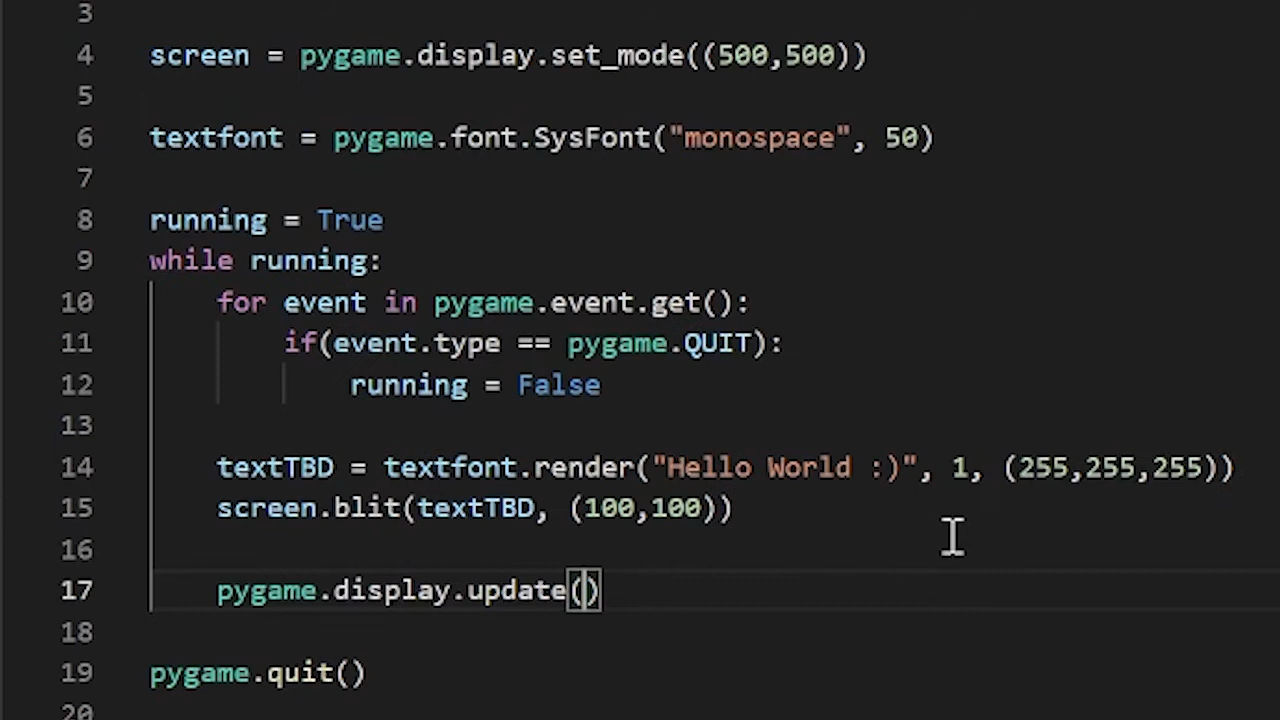 3
4 screen = pygame.display.set_mode((500,500))
5
6 textfont = pygame.font.SysFont("monospace", 50)
7
8 running = True
9 while running:
10     for event in pygame.event.get():
11         if(event.type == pygame.QUIT):
12             running = False
13
14     textTBD = textfont.render("Hello World :)", 1, (255,255,255))
15     screen.blit(textTBD, (100,100))
16
17     pygame.display.update()
18
19 pygame.quit()
20